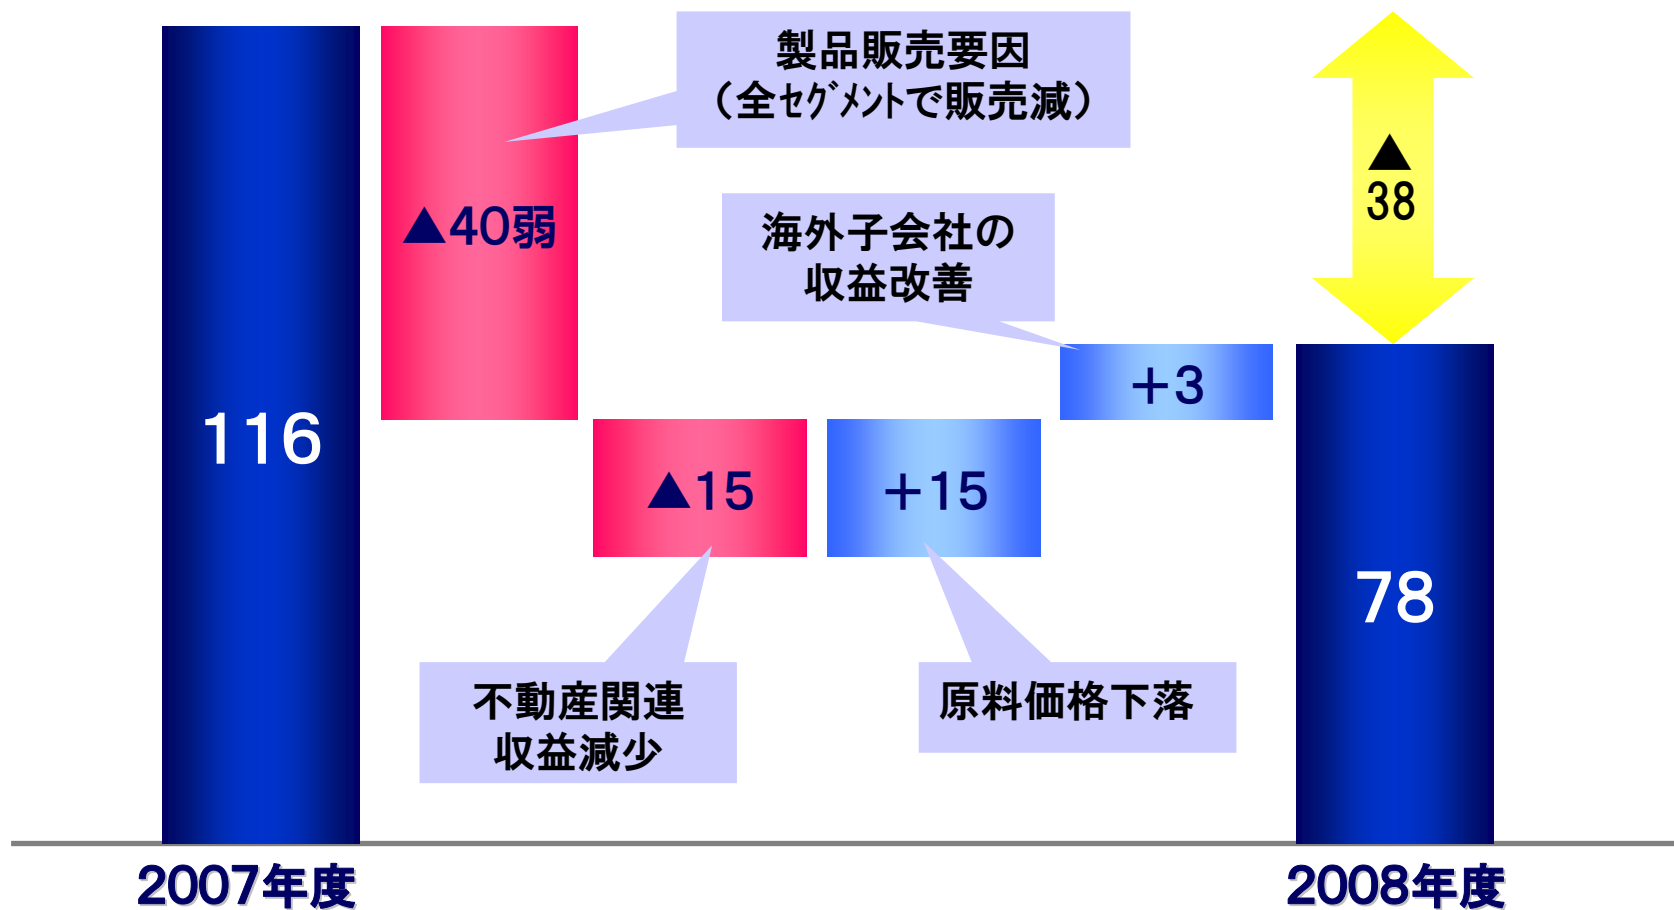 製品販売要因
（全ｾｸﾞﾒﾝﾄで販売減）
▲
38
▲40弱
海外子会社の
収益改善
＋3
116
▲15
＋15
78
不動産関連
収益減少
原料価格下落
2007年度
2008年度